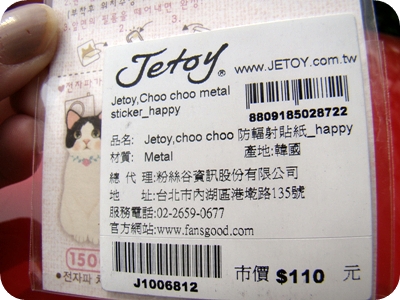 Jetoy® www.JETOY.com.tw
Jetoy,Choo choo metal
sticker_happy
8809185028722
品名: Jetoy,choo choo 防輻射貼紙_happy
材質: Metal 產地:韓國
總 代 理:粉絲谷資訊股份有限公司
地 址:台北市內湖區港墘路135號
服務電話:02-2659-0677
官方網站:www.fansgood.com
J1006812
市價 $110 元
150